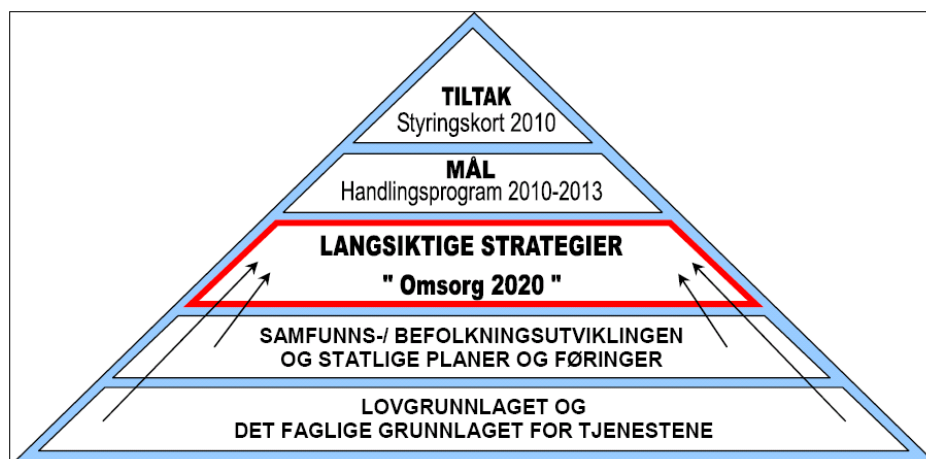 TILTAK
Styringskort 2010
MÅL
Handlingsprogram 2010-2013
LANGSIKTIGE STRATEGIER
" Omsorg 2020 "
SAMFUNNS-/ BEFOLKNINGSUTVIKLINGEN
OG STATLIGE PLANER OG FØRINGER
LOVGRUNNLAGET OG
DET FAGLIGE GRUNNLAGET FOR TJENESTENE